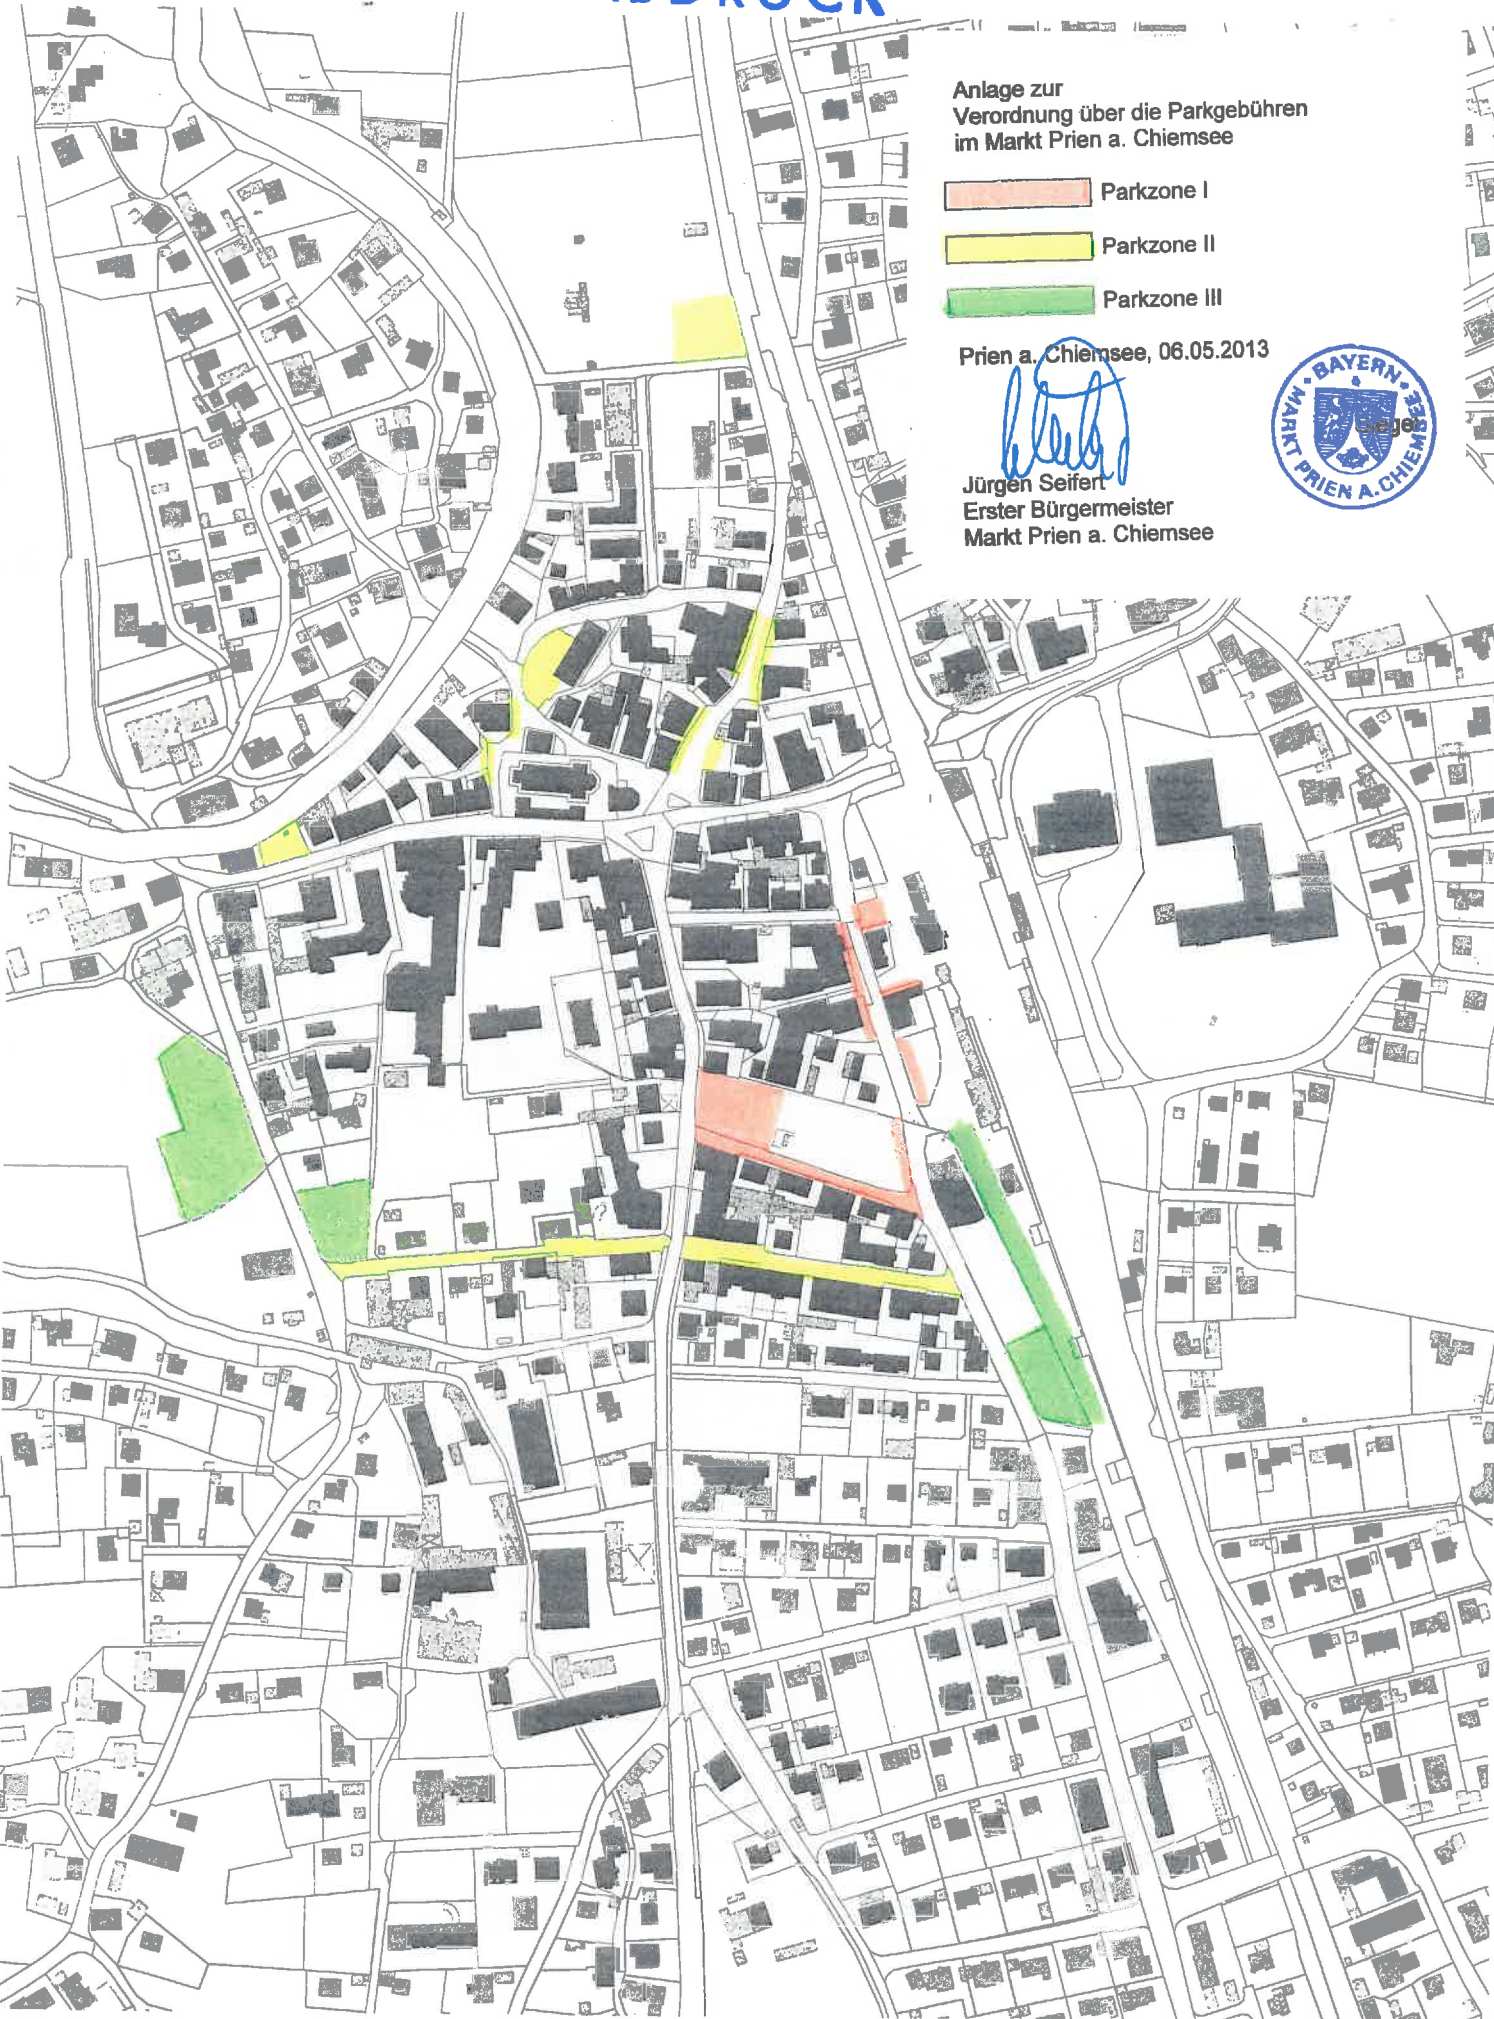 Anlage zur
Verordnung über die Parkgebühren
im Markt Prien a. Chiemsee
Parkzone I
Parkzone II
Parkzone III
Prien a. Chiemsee, 06.05.2013
Jürgen Seifert
Erster Bürgermeister
Markt Prien a. Chiemsee
BAYERN
MARKT PRIEN A. CHIEMSEE